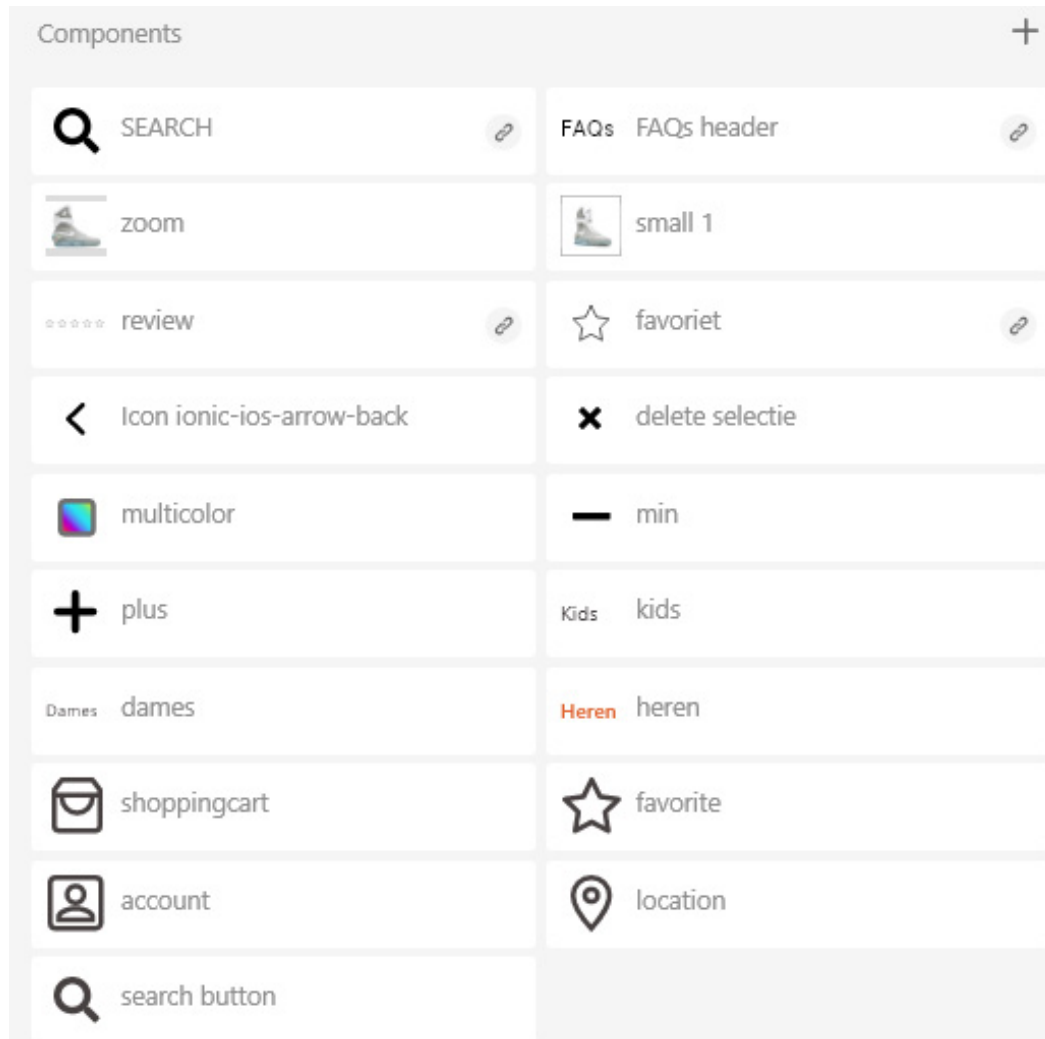 Components
SEARCH
FAQs FAQs header
zoom
small 1
review
favoriet
Icon ionic-ios-arrow-back
delete selectie
multicolor
min
plus
Kids kids
Dames dames
Heren heren
shoppingcart
favorite
account
location
search button